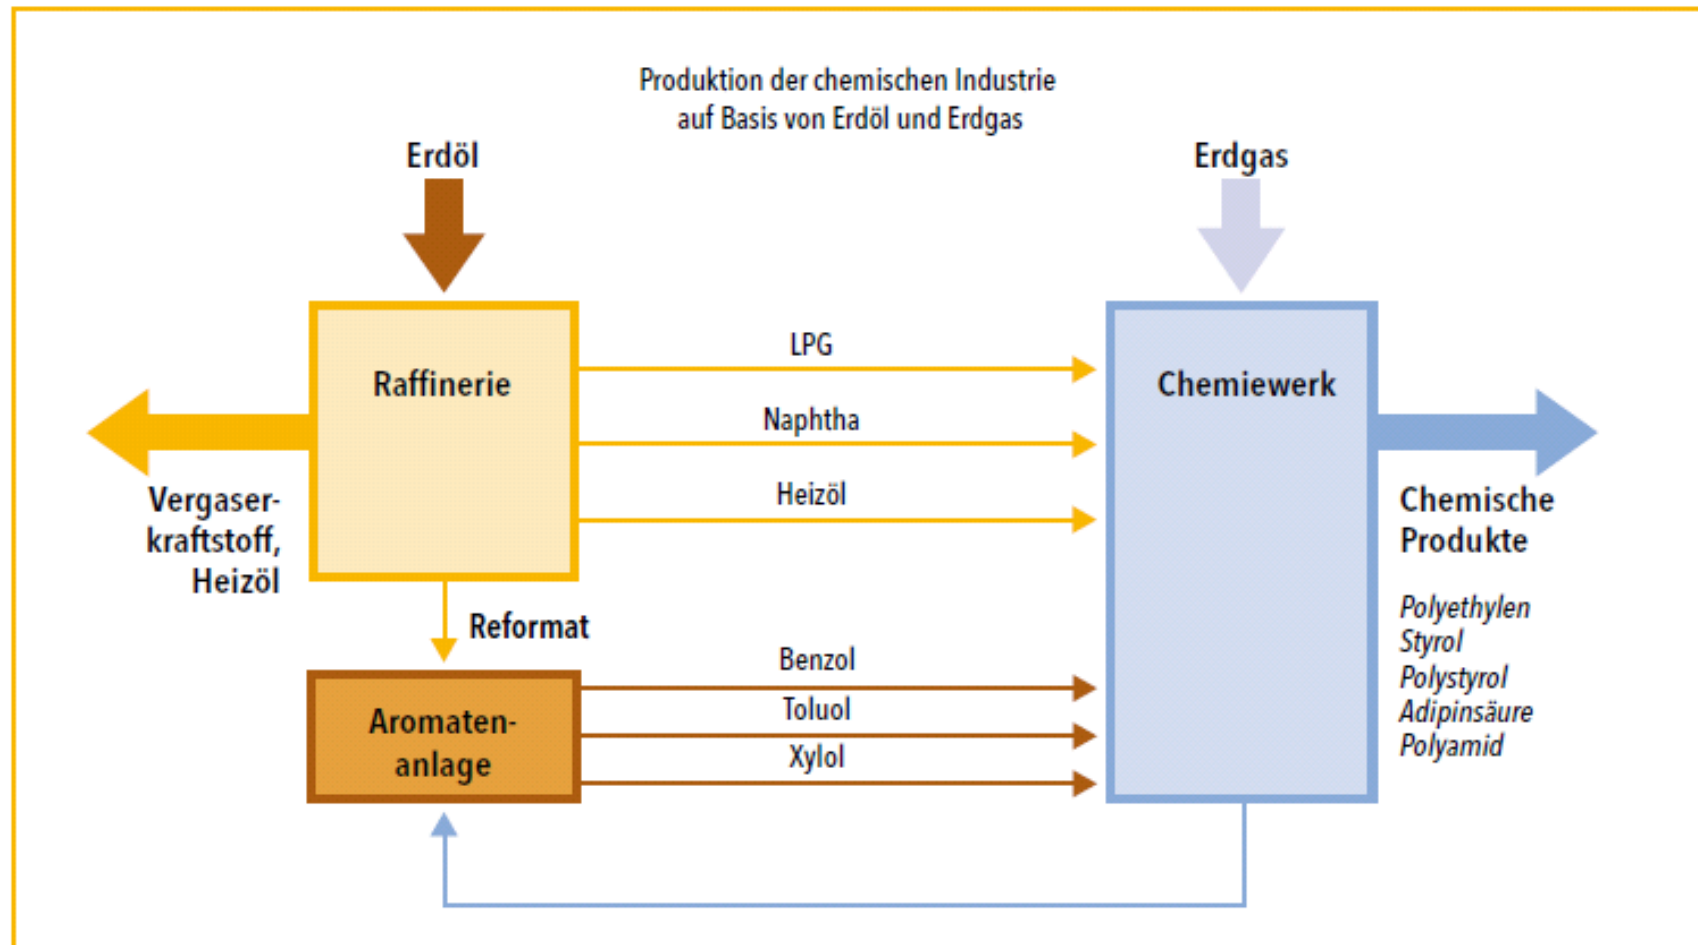 Produktion der chemischen Industrie
auf Basis von Erdöl und Erdgas
Erdöl
Erdgas
Raffinerie
LPG
Naphtha
Heizöl
Chemiewerk
Vergaser-
kraftstoff,
Heizöl
Chemische
Produkte
Polyethylen
Styrol
Polystyrol
Adipinsäure
Polyamid
Reformat
Aromaten-
anlage
Benzol
Toluol
Xylol